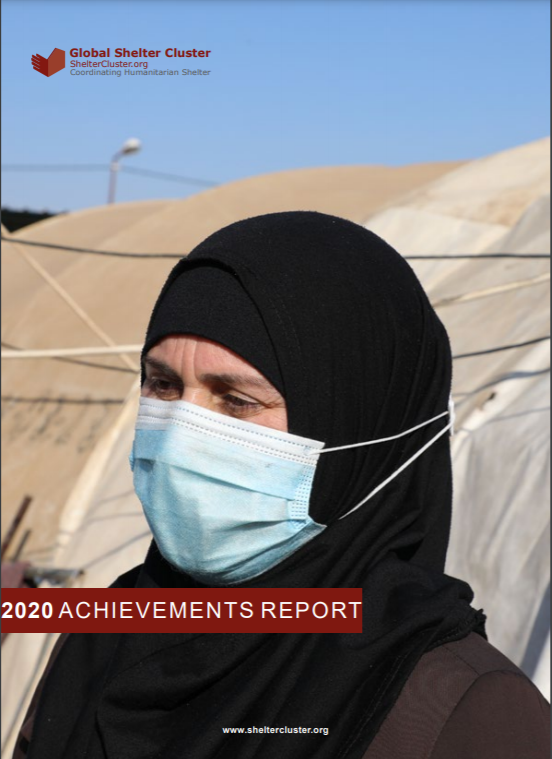 Global Shelter Cluster
ShelterCluster.org
Coordinating Humanitarian Shelter
2020 ACHIEVEMENTS REPORT
www.sheltercluster.org